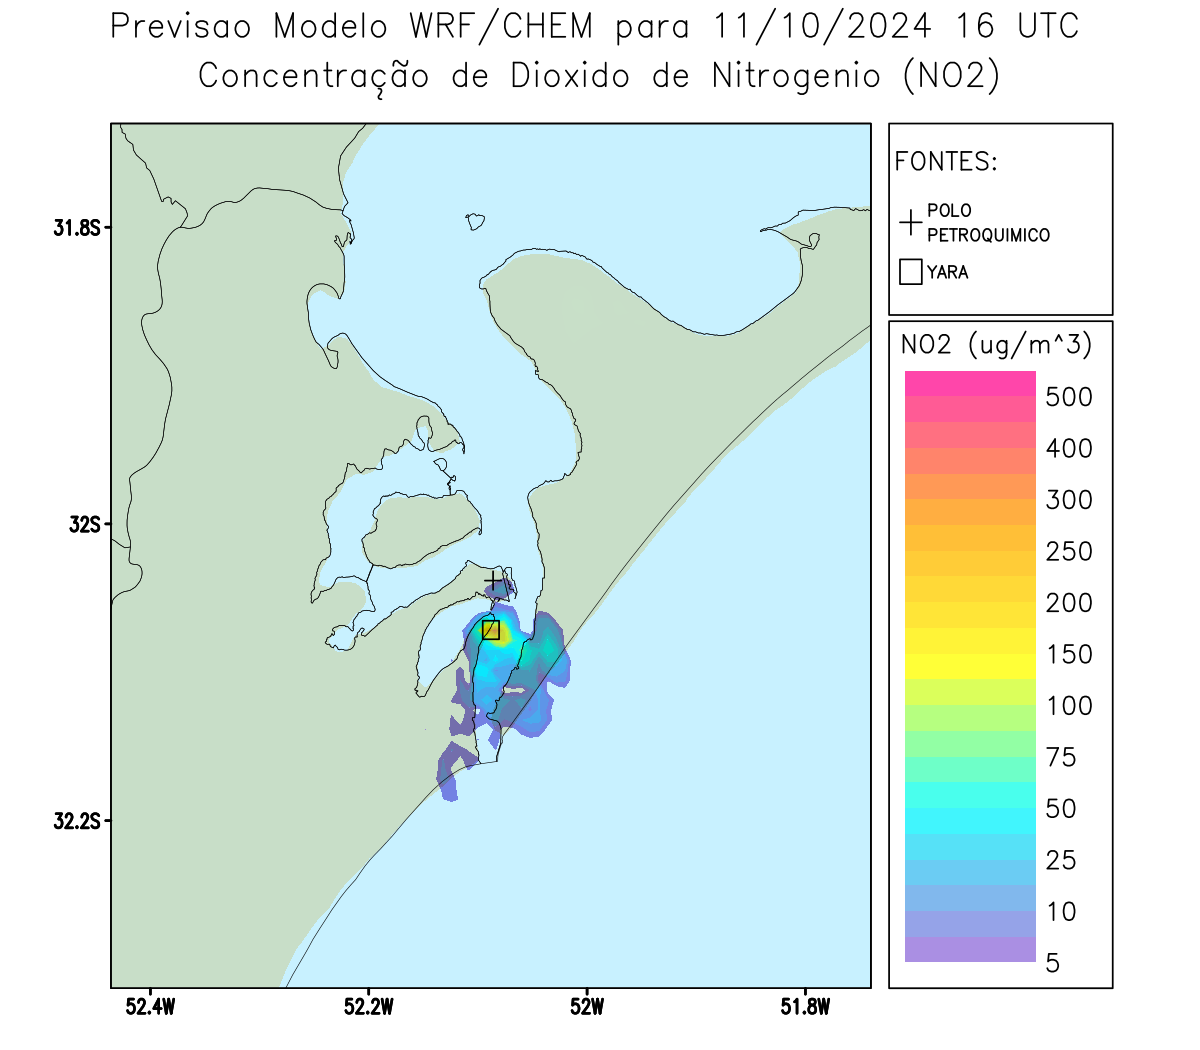 Previsao Modelo WRF/CHEM para 11/10/2024 16 UTC
Concentração de Dioxido de Nitrogenio (NO2)
FONTES:
POLO
PETROQUIMICO
YARA
NO2 (ug/m^3)
500
400
300
250
200
150
100
75
50
25
10
5
31.8S
32S
32.2S
52.4W
52.2W
52W
51.8W